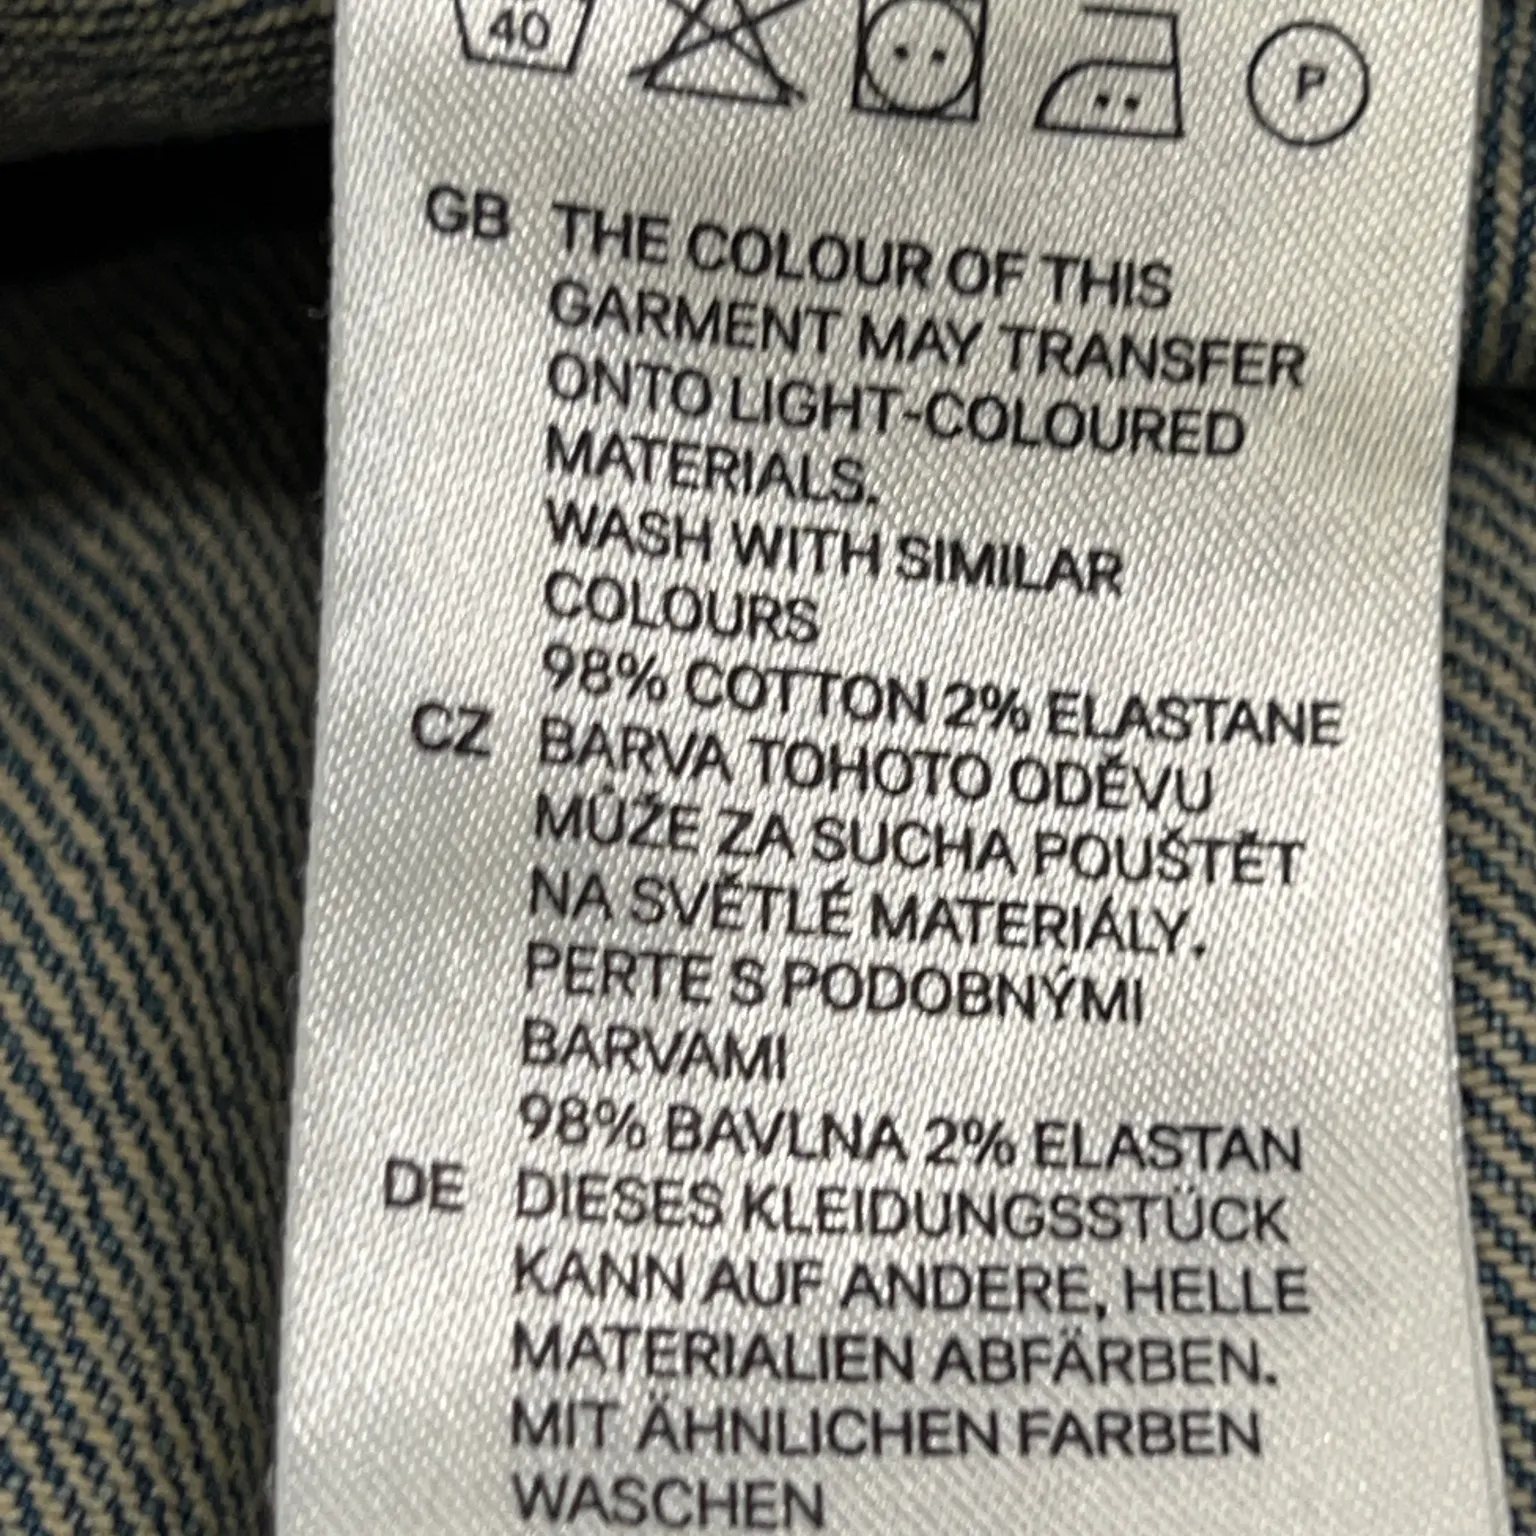 40
P
GB THE COLOUR OF THIS
GARMENT MAY TRANSFER
ONTO LIGHT-COLOURED
MATERIALS.
WASH WITH SIMILAR
COLOURS
98% COTTON 2% ELASTANE
CZ BARVA TOHOTO ODĚVU
MŮŽE ZA SUCHA POUŠTĚT
NA SVĚTLÉ MATERIÁLY.
PERTE S PODOBNÝMI
BARVAMI
98% BAVLNA 2% ELASTAN
DE DIESES KLEIDUNGSSTÜCK
KANN AUF ANDERE, HELLE
MATERIALIEN ABFÄRBEN.
MIT ÄHNLICHEN FARBEN
WASCHEN